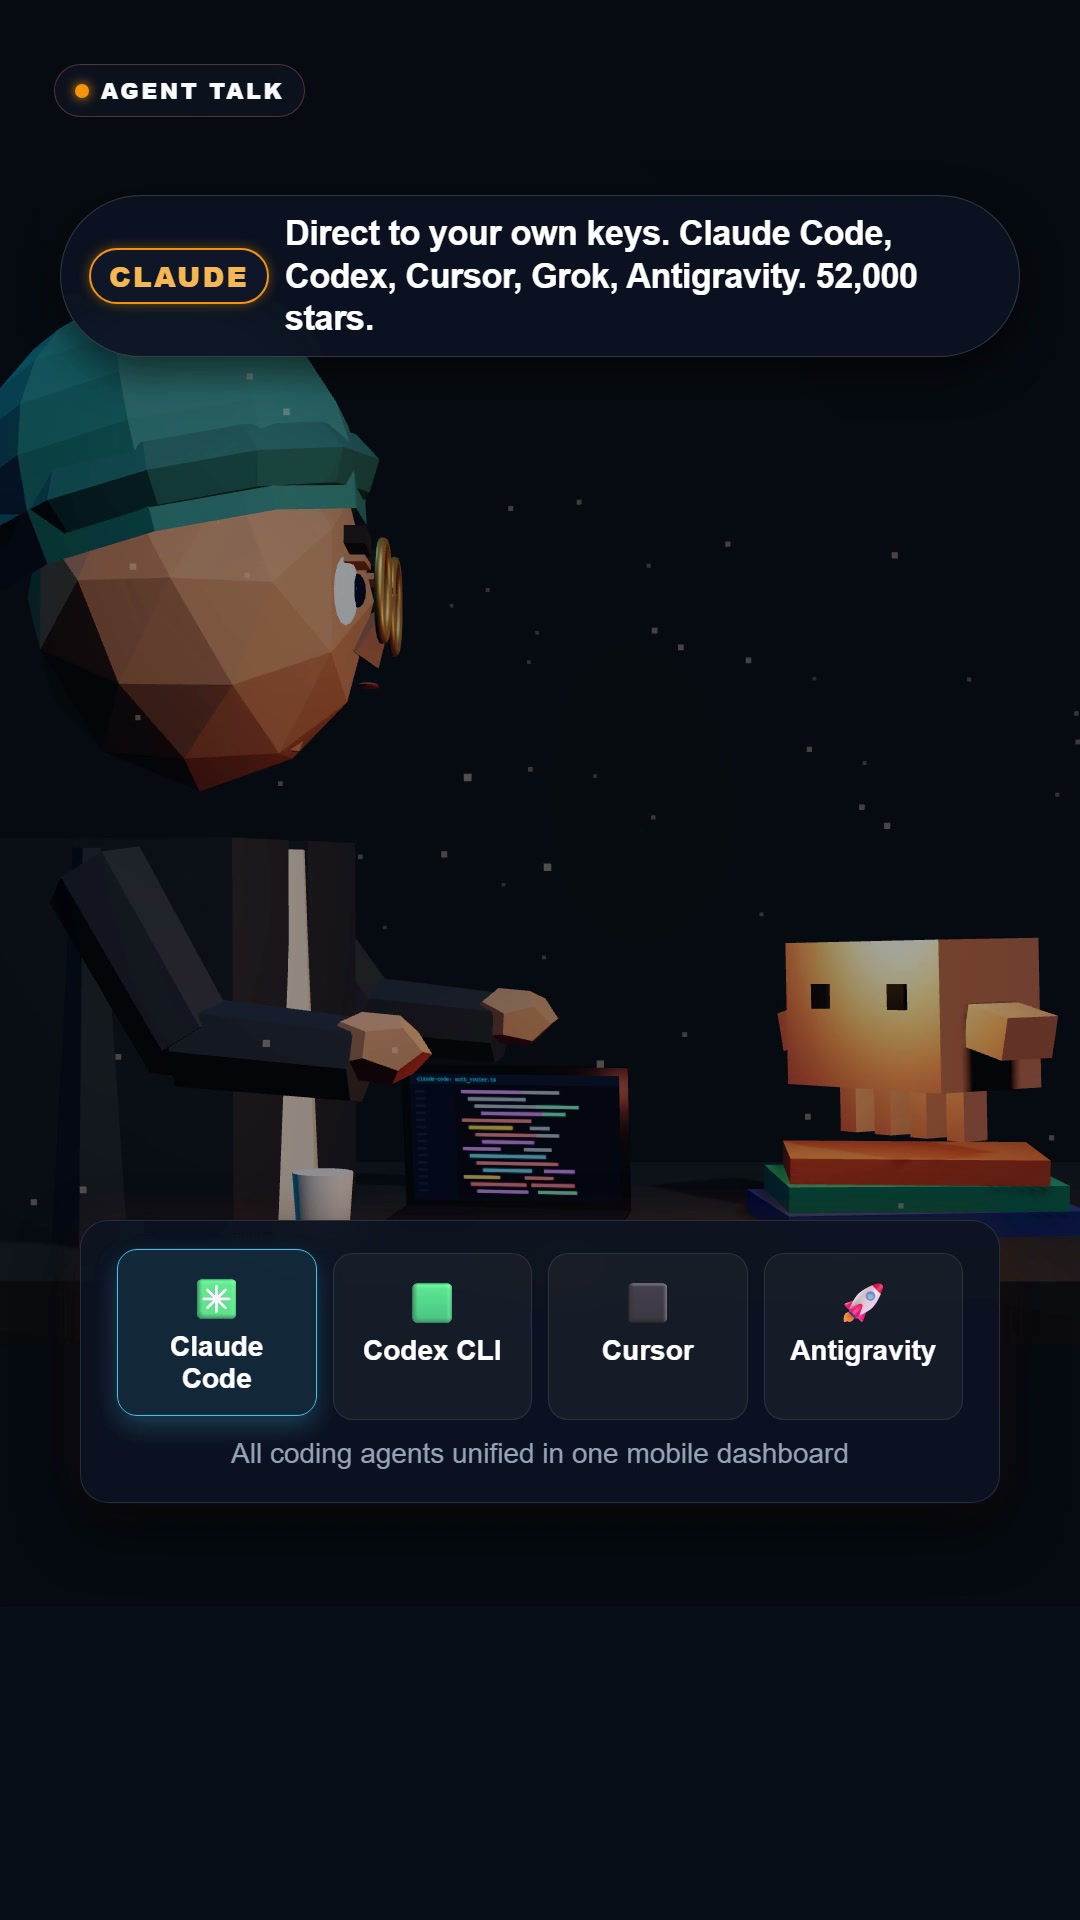 AGENT TALK
CLAUDE
Direct to your own keys. Claude Code,
Codex, Cursor, Grok, Antigravity. 52,000
stars.
Claude
Code
Codex CLI
Cursor
Antigravity
All coding agents unified in one mobile dashboard